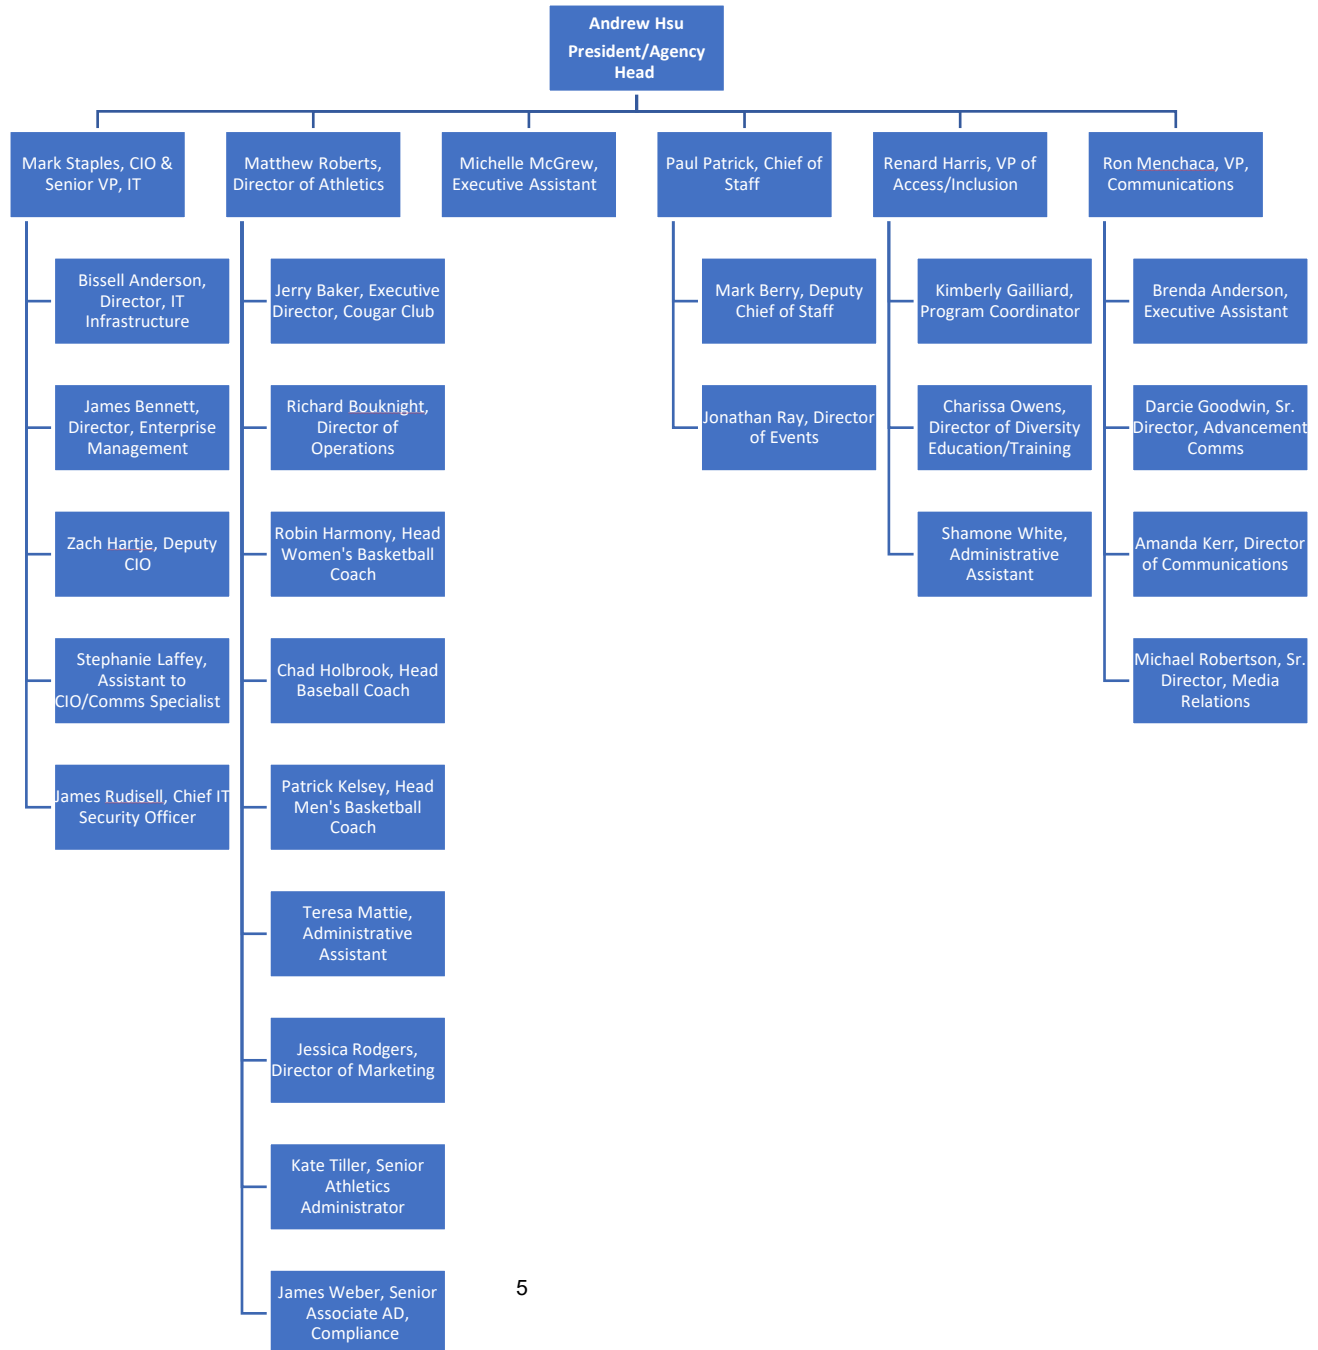 Andrew Hsu
President/Agency
Head
Mark Staples, CIO &
Senior VP, IT
Matthew Roberts,
Director of Athletics
Michelle McGrew,
Executive Assistant
Paul Patrick, Chief of
Staff
Renard Harris, VP of
Access/Inclusion
Ron Menchaca, VP,
Communications
Bissell Anderson,
Director, IT
Infrastructure
James Bennett,
Director, Enterprise
Management
Zach Hartje, Deputy
CIO
Stephanie Laffey,
Assistant to
CIO/Comms Specialist
James Rudisell, Chief IT
Security Officer
Jerry Baker, Executive
Director, Cougar Club
Richard Bouknight,
Director of
Operations
Robin Harmony, Head
Women's Basketball
Coach
Chad Holbrook, Head
Baseball Coach
Patrick Kelsey, Head
Men's Basketball
Coach
Teresa Mattie,
Administrative
Assistant
Jessica Rodgers,
Director of Marketing
Kate Tiller, Senior
Athletics
Administrator
James Weber, Senior
Associate AD,
Compliance
Mark Berry, Deputy
Chief of Staff
Jonathan Ray, Director
of Events
Kimberly Gailliard,
Program Coordinator
Charissa Owens,
Director of Diversity
Education/Training
Shamone White,
Administrative
Assistant
Brenda Anderson,
Executive Assistant
Darcie Goodwin, Sr.
Director, Advancement
Comms
Amanda Kerr, Director
of Communications
Michael Robertson, Sr.
Director, Media
Relations
5